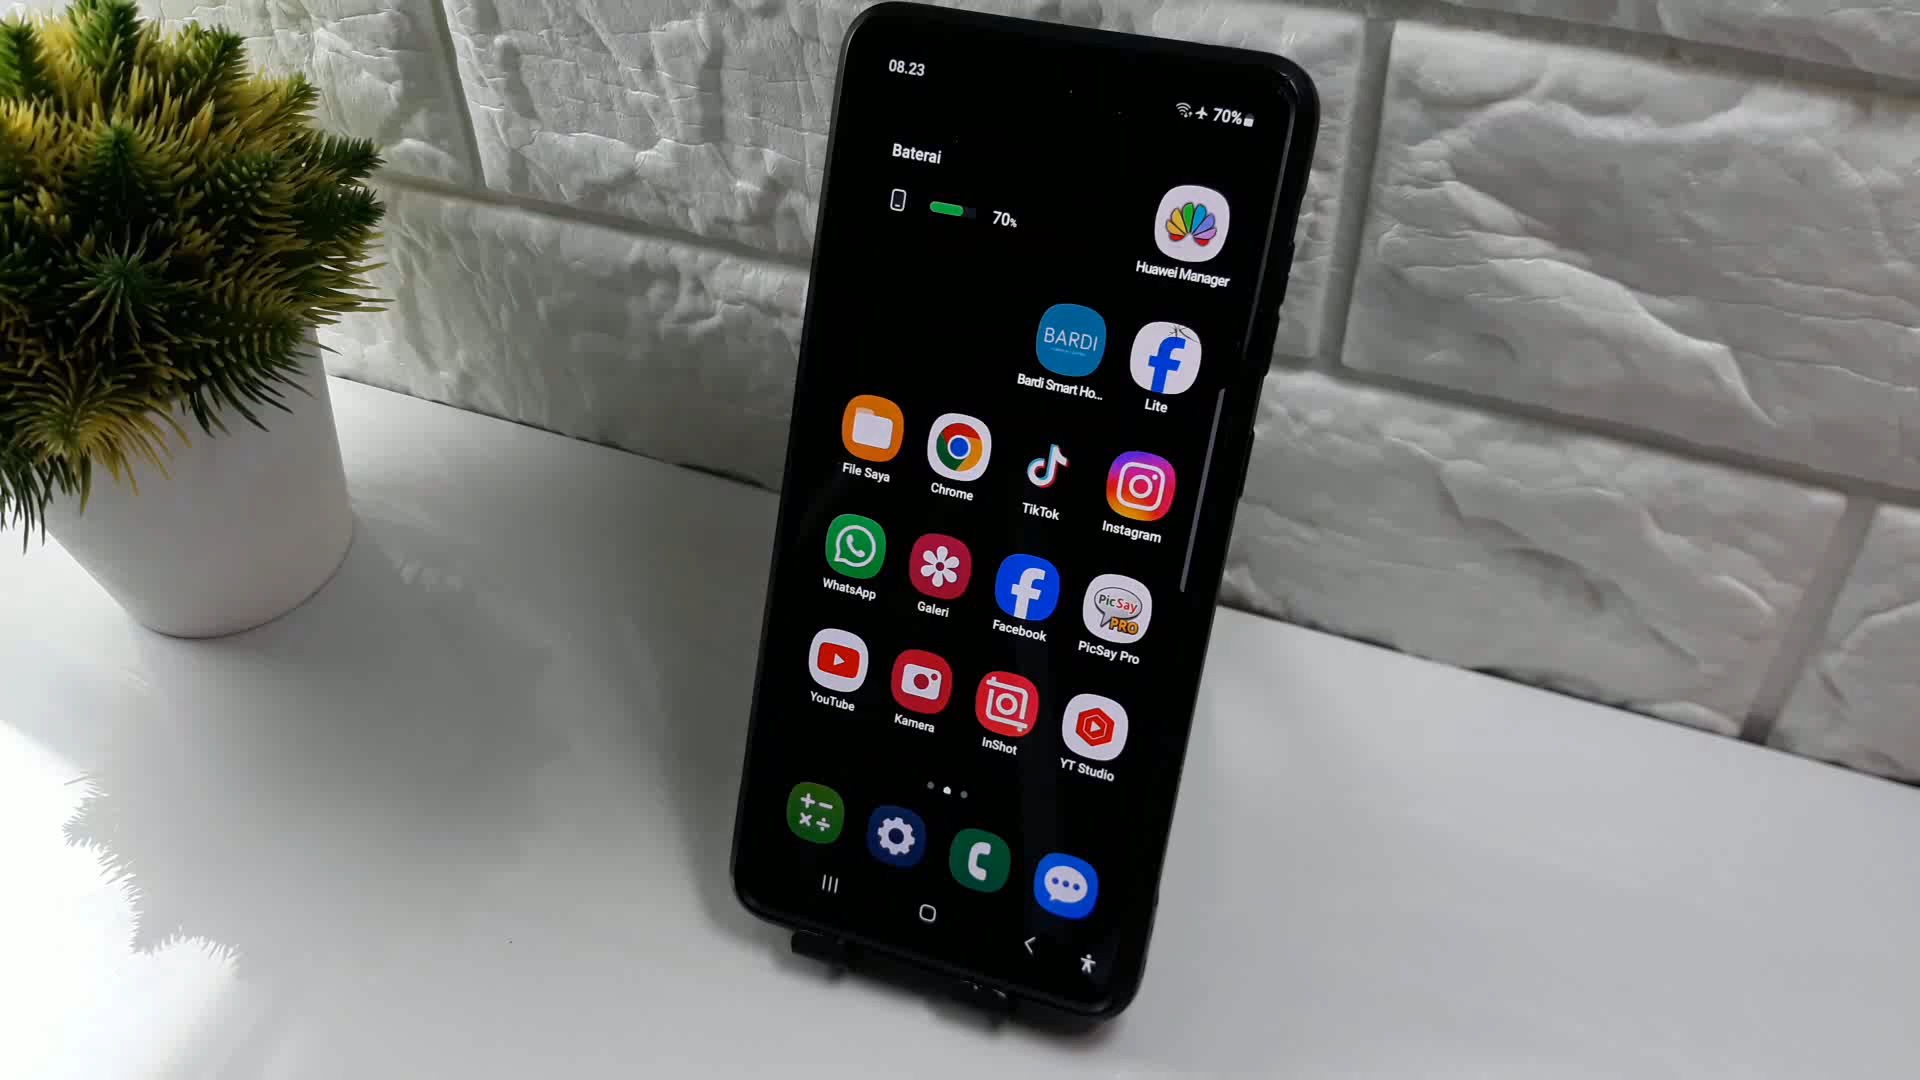 08.23
70%
Baterai
70%
Huawei Manager
BARDI
Bardi Smart Ho...
Lite
File Saya
Chrome
TikTok
Instagram
WhatsApp
Galeri
Facebook
PicSay
PRO
PicSay Pro
YouTube
Kamera
InShot
YT Studio